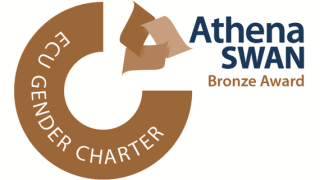 ECU GENDER CHARTER
Athena
SWAN
Bronze Award